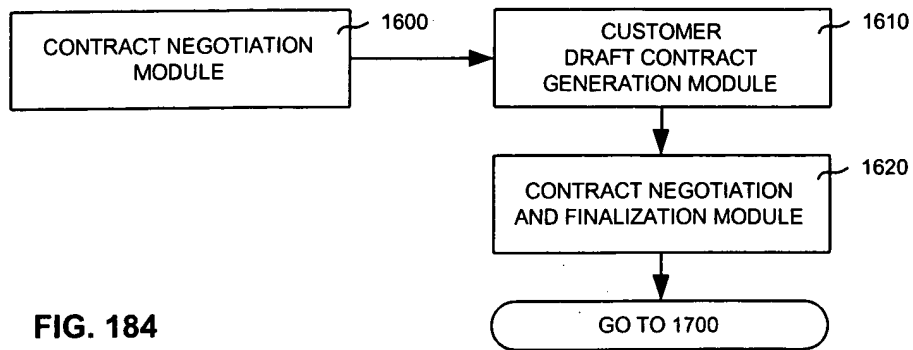 CONTRACT NEGOTIATION
MODULE
1600
CUSTOMER
DRAFT CONTRACT
GENERATION MODULE
1610
CONTRACT NEGOTIATION
AND FINALIZATION MODULE
1620
GO TO 1700
FIG. 184